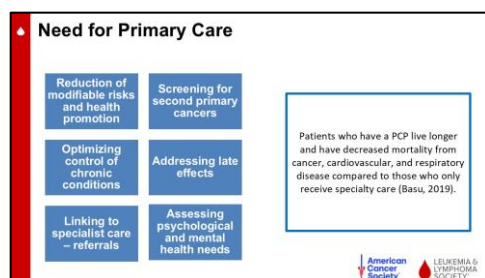 Need for Primary Care
Reduction of
modifiable risks
and health
promotion
Screening for
second primary
cancers
Optimizing
control of
chronic
conditions
Addressing late
effects
Linking to
specialist care
– referrals
Assessing
psychological
and mental
health needs
Patients who have a PCP live longer
and have decreased mortality from
cancer, cardiovascular, and respiratory
disease compared to those who only
receive specialty care (Basu, 2019).
American
Cancer
Society
LEUKEMIA &
LYMPHOMA
SOCIETY